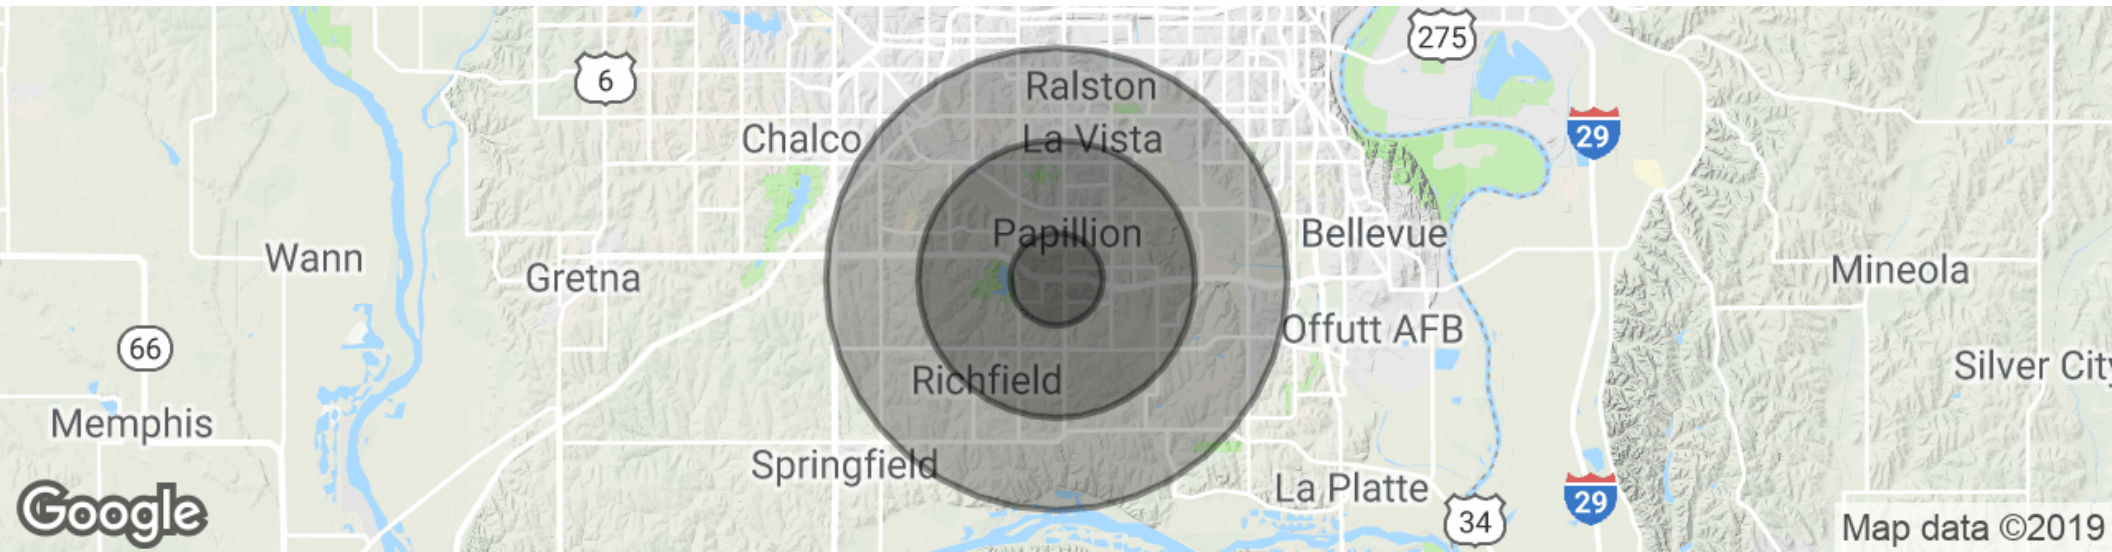 275
6
Ralston
29
Chalco
La Vista
Papillion
Bellevue
Wann
Gretna
Mineola
Offutt AFB
66
Silver City
Richfield
Memphis
Springfield
La Platte
29
Google
34
Map data ©2019